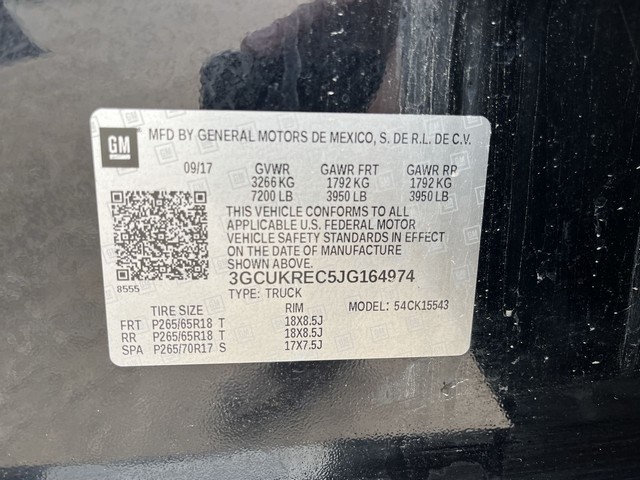 GM
MFD BY GENERAL MOTORS DE MEXICO, S. DE R.L. DE C.V.
09/17 GVWR GAWR FRT GAWR RR
3266 KG 1792 KG 1792 KG
7200 LB 3950 LB 3950 LB
THIS VEHICLE CONFORMS TO ALL
APPLICABLE U.S. FEDERAL MOTOR
VEHICLE SAFETY STANDARDS IN EFFECT
ON THE DATE OF MANUFACTURE
SHOWN ABOVE.
8555
3GCUKREC5JG164974
TYPE: TRUCK
TIRE SIZE RIM MODEL: 54CK15543
FRT P265/65R18 T 18X8.5J
RR P265/65R18 T 18X8.5J
SPA P265/70R17 S 17X7.5J